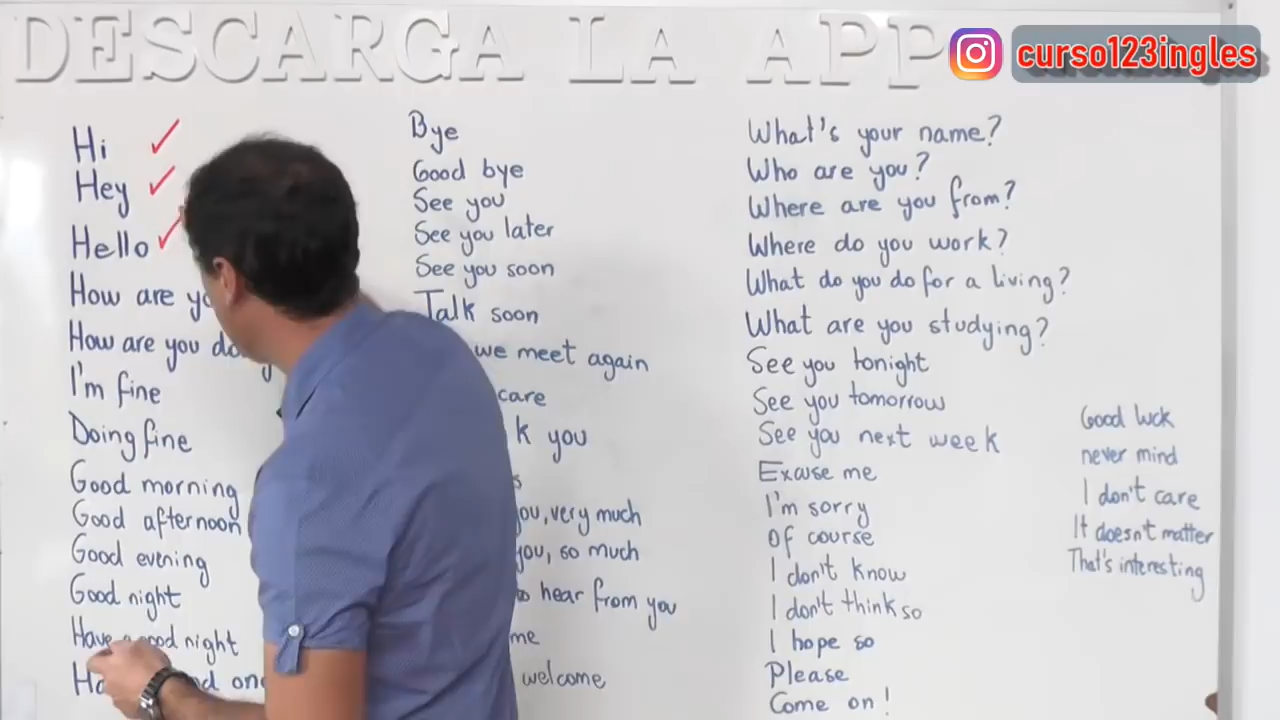 DESCARGA LA APP
curso123ingles
Hi
Hey
Hello
How are
How are you
I'm fine
Doing fine
Good morning
Good afternoon
Good evening
Good night
Have a good night
Bye
Good bye
See you
See you later
See you soon
Talk soon
we meet again
care
you
very much
so much
hear from you
welcome
What's your name?
Who are you?
Where are you from?
Where do you work?
What do you do for a living?
What are you studying?
See you tonight
See you tomorrow
See you next week
Excuse me
I'm sorry
Of course
I don't know
I don't think so
I hope so
Please
Come on!
Good luck
never mind
I don't care
It doesn't matter
That's interesting